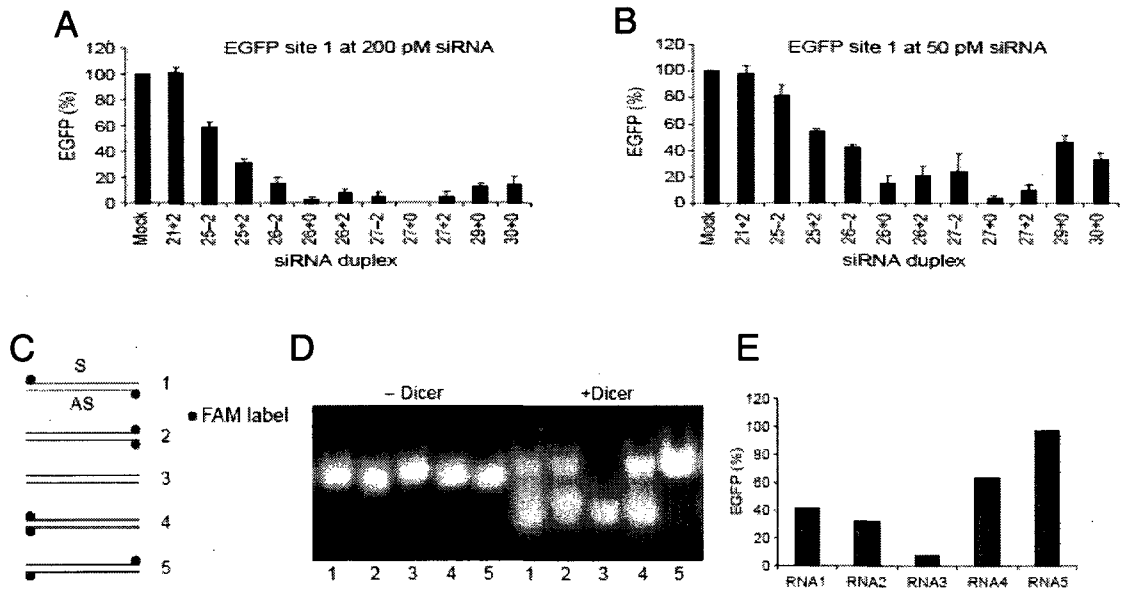 A
EGFP site 1 at 200 pM siRNA
120
100
80
60
40
20
0
EGFP (%)
Mock
21+2
25-2
25+2
26-2
26+0
26+2
27-2
27+0
27+2
29+0
30+0
siRNA duplex
B
EGFP site 1 at 50 pM siRNA
120
100
80
60
40
20
0
EGFP (%)
Mock
21+2
25-2
25+2
26-2
26+0
26+2
27-2
27+0
27+2
29+0
30+0
siRNA duplex
C
S
1
AS
FAM label
2
3
4
5
D
- Dicer +Dicer
1 2 3 4 5 1 2 3 4 5
E
120
100
80
60
40
20
0
EGFP (%)
RNA1 RNA2 RNA3 RNA4 RNA5